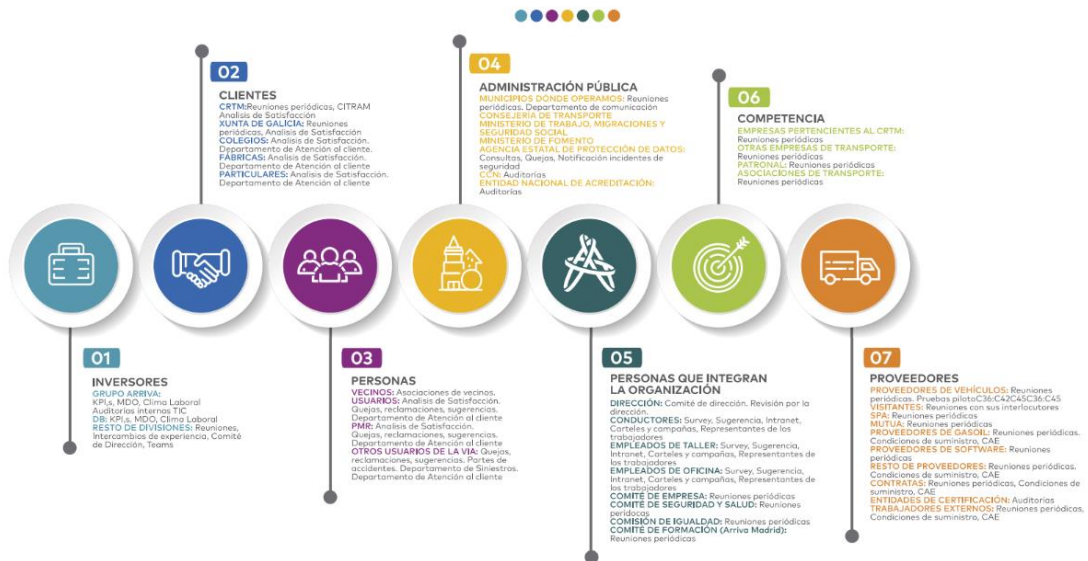 01
INVERSORES
GRUPO ARRIVA:
KPI,s, MDO, Clima Laboral
Auditorías internas TIC
DB: KPI,s, MDO, Clima Laboral
RESTO DE DIVISIONES: Reuniones,
Intercambios de experiencia, Comité
de Dirección, Teams
02
CLIENTES
CRTM:Reuniones periódicas, CITRAM
Analisis de Satisfacción
XUNTA DE GALICIA: Reuniones
periódicas, Analisis de Satisfacción
COLEGIOS: Analisis de Satisfacción.
Departamento de Atención al cliente.
FÁBRICAS: Analisis de Satisfacción.
Departamento de Atención al cliente
PARTICULARES: Analisis de Satisfacción.
Departamento de Atención al cliente
03
PERSONAS
VECINOS: Asociaciones de vecinos.
USUARIOS: Analisis de Satisfacción.
Quejas, reclamaciones, sugerencias.
Departamento de Atención al cliente
PMR: Analisis de Satisfacción.
Quejas, reclamaciones, sugerencias.
Departamento de Atención al cliente
OTROS USUARIOS DE LA VIA: Quejas,
reclamaciones, sugerencias. Partes de
accidentes. Departamento de Siniestros.
Departamento de Atención al cliente
04
ADMINISTRACIÓN PÚBLICA
MUNICIPIOS DONDE OPERAMOS: Reuniones
periódicas. Departamento de comunicación
CONSEJERÍA DE TRANSPORTE
MINISTERIO DE TRABAJO, MIGRACIONES Y
SEGURIDAD SOCIAL
MINISTERIO DE FOMENTO
AGENCIA ESTATAL DE PROTECCIÓN DE DATOS:
Consultas, Quejas, Notificación incidentes de
seguridad
CCN: Auditorías
ENTIDAD NACIONAL DE ACREDITACIÓN:
Auditorías
05
PERSONAS QUE INTEGRAN
LA ORGANIZACIÓN
DIRECCIÓN: Comité de dirección. Revisión por la
dirección.
CONDUCTORES: Survey, Sugerencia, Intranet,
Carteles y compañas, Representantes de los
trabajadores
EMPLEADOS DE TALLER: Survey, Sugerencia,
Intranet, Carteles y compañas, Representantes de
los trabajadores
EMPLEADOS DE OFICINA: Survey, Sugerencia,
Intranet, Carteles y compañas, Representantes de
los trabajadores
COMITÉ DE EMPRESA: Reuniones periódicas
COMITÉ DE SEGURIDAD Y SALUD: Reuniones
peridocas
COMISIÓN DE IGUALDAD: Reuniones periódicas
COMITÉ DE FORMACIÓN (Arriva Madrid):
Reuniones periódicas
06
COMPETENCIA
EMPRESAS PERTENCIENTES AL CRTM:
Reuniones periódicas
OTRAS EMPRESAS DE TRANSPORTE:
Reuniones periódicas
PATRONAL: Reuniones periódicas
ASOCIACIONES DE TRANSPORTE:
Reuniones periódicas
07
PROVEEDORES
PROVEEDORES DE VEHÍCULOS: Reuniones
periódicas. Pruebas pilotoC36:C42C45C36:C45
VISITANTES: Reuniones con sus interlocutores
SPA: Reuniones periódicas
MUTUA: Reuniones periódicas
PROVEEDORES DE GASOIL: Reuniones periódicas.
Condiciones de suministro, CAE
PROVEEDORES DE SOFTWARE: Reuniones
periódicas
RESTO DE PROVEEDORES: Reuniones periódicas.
Condiciones de suministro, CAE
CONTRATAS: Reuniones periódicas, Condiciones de
suministro, CAE
ENTIDADES DE CERTIFICACIÓN: Auditorías
TRABAJADORES EXTERNOS: Reuniones periódicas,
Condiciones de suministro, CAE